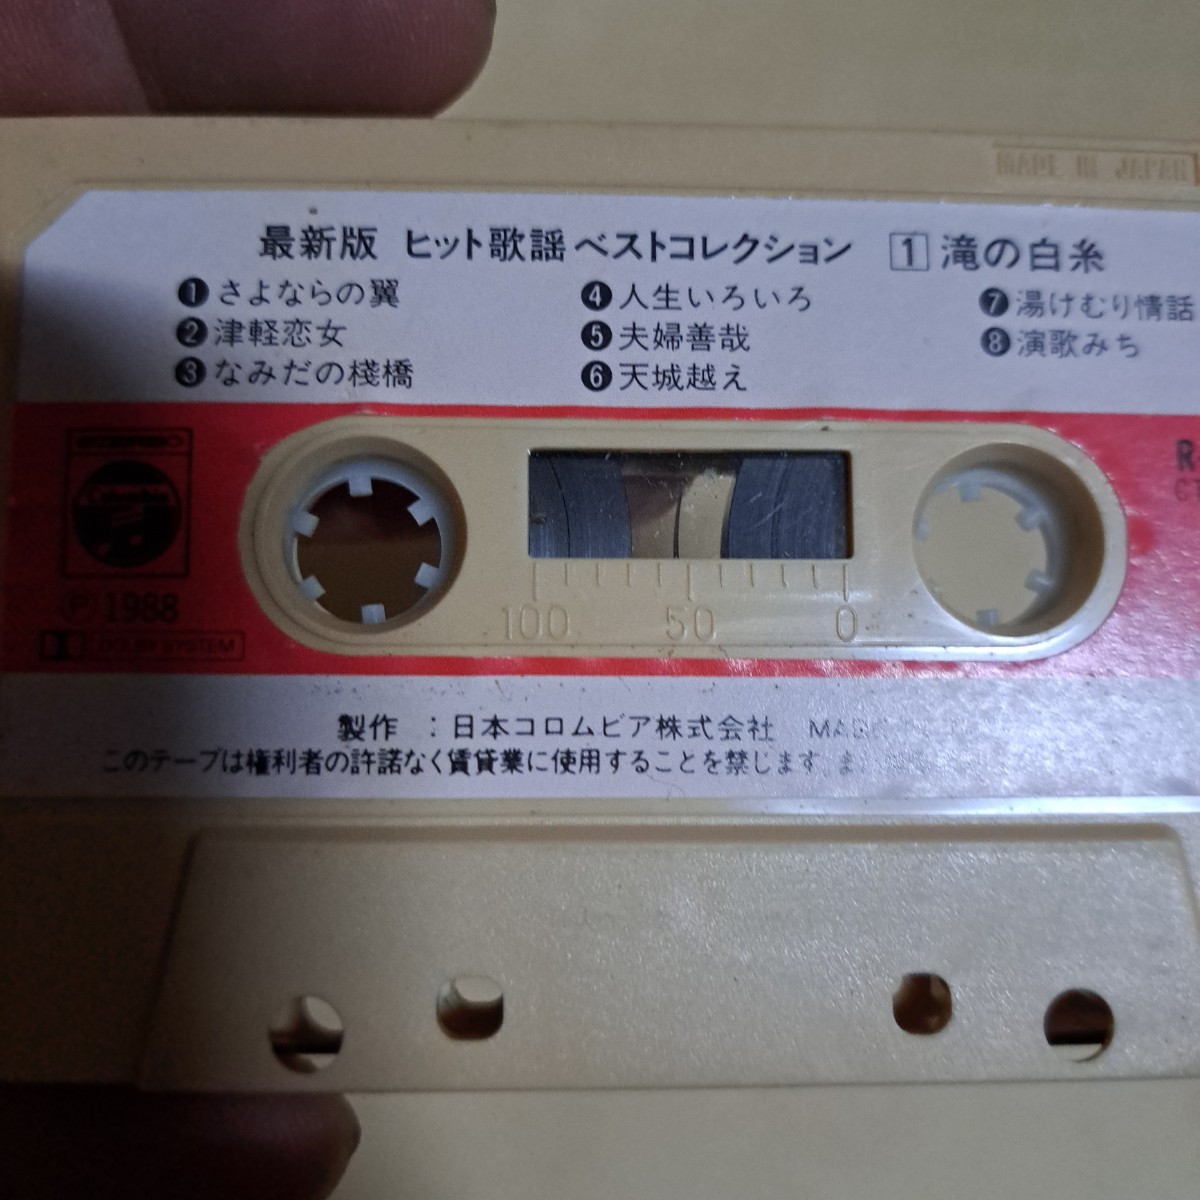 MADE IN JAPAN
最新版 ヒット歌謡ベストコレクション 1 滝の白糸
❶さよならの翼
❷津軽恋女
❸なみだの棧橋
❹人生いろいろ
❺夫婦善哉
❻天城越え
❼湯けむり情話
❽演歌みち
STEREO
Columbia
Ⓟ 1988
DOLBY SYSTEM
R
100 50 0
製作 : 日本コロムビア株式会社
このテープは権利者の許諾なく賃貸業に使用することを禁じます